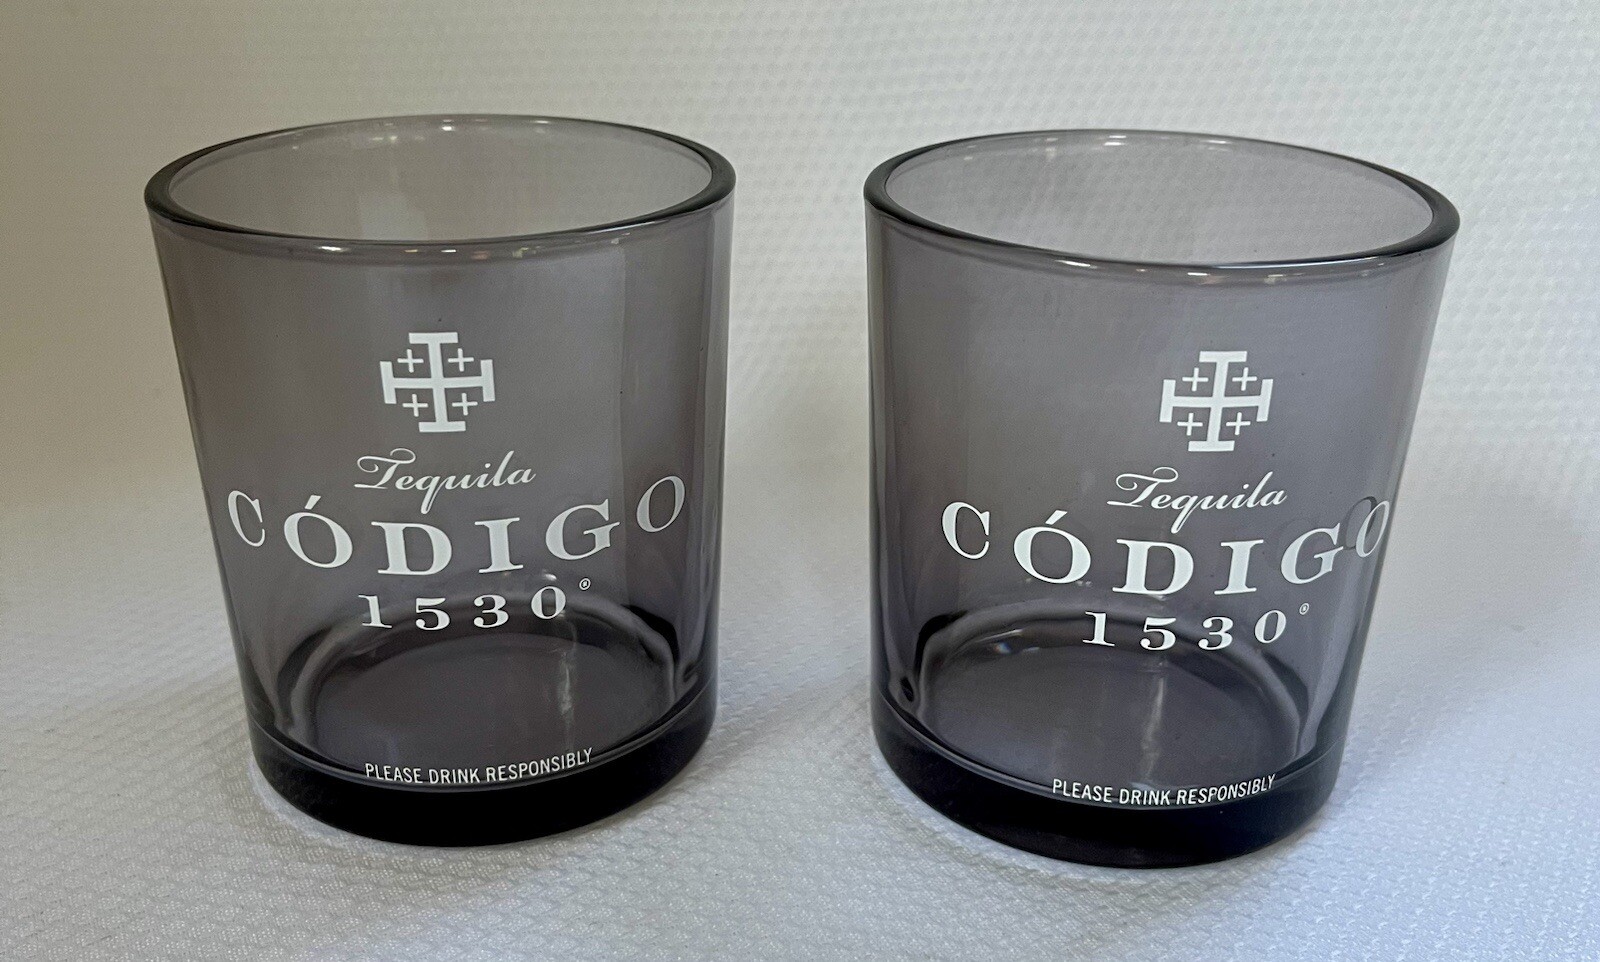 Tequila
CÓDIGO
1530®
PLEASE DRINK RESPONSIBLY
Tequila
CÓDIGO
1530®
PLEASE DRINK RESPONSIBLY